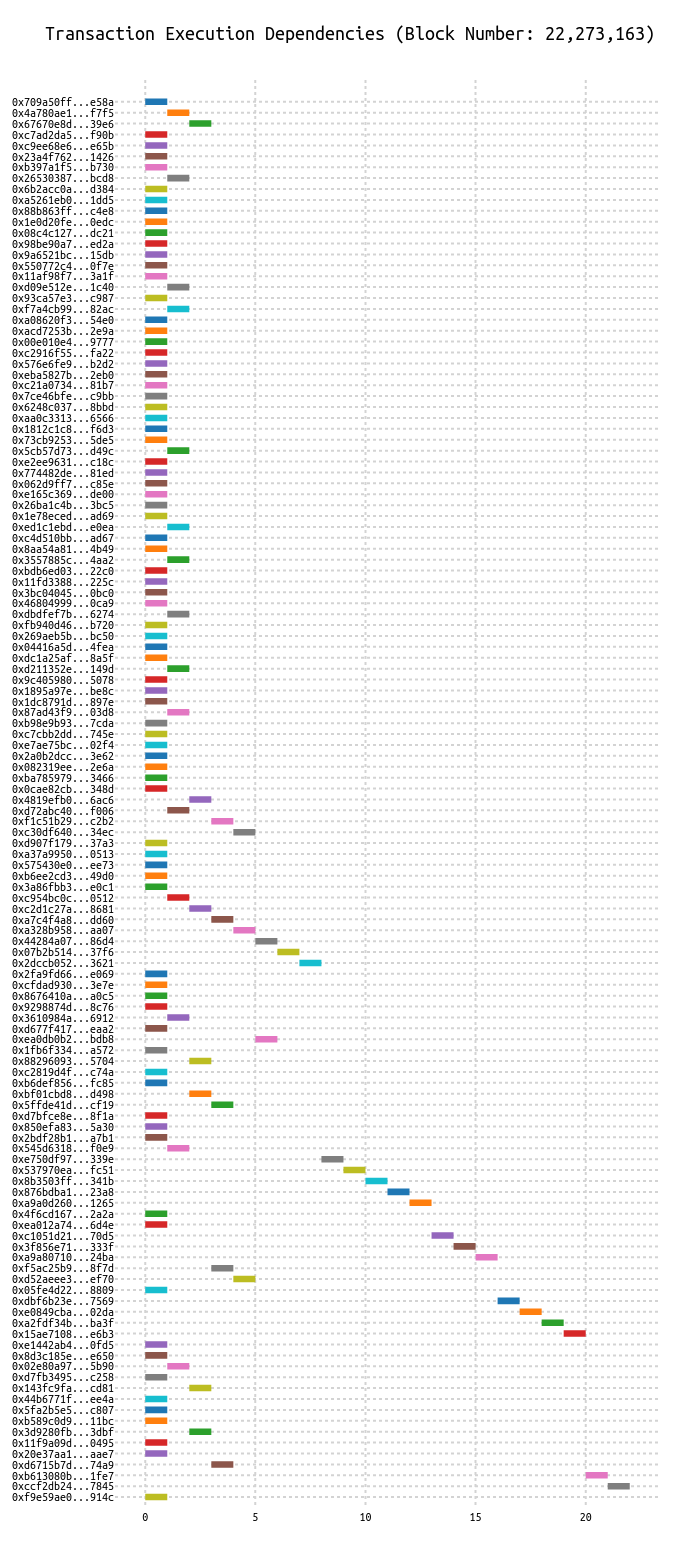 Transaction Execution Dependencies (Block Number: 22,273,163)
0x709a50ff...e58a
0x4a780ae1...f7f5
0x67670e8d...39e6
0xc7ad2da5...f90b
0xc9ee68e6...e65b
0x23a4f762...1426
0xb397a1f5...b730
0x26530387...bcd8
0x6b2acc0a...d384
0xa5261eb0...1dd5
0x88b863ff...c4e8
0x1e0d20fe...0edc
0x08c4c127...dc21
0x98be90a7...ed2a
0x9a6521bc...15db
0x550772c4...0f7e
0x11af98f7...3a1f
0xd09e512e...1c40
0x93ca57e3...c987
0xf7a4cb99...82ac
0xa08620f3...54e0
0xacd7253b...2e9a
0x00e010e4...9777
0xc2916f55...fa22
0x576e6fe9...b2d2
0xeba5827b...2eb0
0xc21a0734...81b7
0x7ce46bfe...c9bb
0x6248c037...8bbd
0xaa0c3313...6566
0x1812c1c8...f6d3
0x73cb9253...5de5
0x5cb57d73...d49c
0xe2ee9631...c18c
0x774482de...81ed
0x062d9ff7...c85e
0xe165c369...de00
0x26ba1c4b...3bc5
0x1e78eced...ad69
0xed1c1ebd...e0ea
0xc4d510bb...ad67
0x8aa54a81...4b49
0x3557885c...4aa2
0xbdb6ed03...22c0
0x11fd3388...225c
0x3bc04045...0bc0
0x46804999...0ca9
0xdbdfef7b...6274
0xfb940d46...b720
0x269aeb5b...bc50
0x04416a5d...4fea
0xdc1a25af...8a5f
0xd211352e...149d
0x9c405980...5078
0x1895a97e...be8c
0x1dc8791d...897e
0x87ad43f9...03d8
0xb98e9b93...7cda
0xc7cbb2dd...745e
0xe7ae75bc...02f4
0x2a0b2dcc...3e62
0x082319ee...2e6a
0xba785979...3466
0x0cae82cb...348d
0x4819efb0...6ac6
0xd72abc40...f006
0xf1c51b29...c2b2
0xc30df640...34ec
0xd907f179...37a3
0xa37a9950...0513
0x575430e0...ee73
0xb6ee2cd3...49d0
0x3a86fbb3...e0c1
0xc954bc0c...0512
0xc2d1c27a...8681
0xa7c4f4a8...dd60
0xa328b958...aa07
0x44284a07...86d4
0x07b2b514...37f6
0x2dccb052...3621
0x2fa9fd66...e069
0xcfdad930...3e7e
0x8676410a...a0c5
0x9298874d...8c76
0x3610984a...6912
0xd677f417...eaa2
0xea0db0b2...bdb8
0x1fb6f334...a572
0x88296093...5704
0xc2819d4f...c74a
0xb6def856...fc85
0xbf01cbd8...d498
0x5ffde41d...cf19
0xd7bfce8e...8f1a
0x850efa83...5a30
0x2bdf28b1...a7b1
0x545d6318...f0e9
0xe750df97...339e
0x537970ea...fc51
0x8b3503ff...341b
0x876bdba1...23a8
0xa9a0d260...1265
0x4f6cd167...2a2a
0xea012a74...6d4e
0xc1051d21...70d5
0x3f856e71...333f
0xa9a80710...24ba
0xf5ac25b9...8f7d
0xd52aeee3...ef70
0x05fe4d22...8809
0xdbf6b23e...7569
0xe0849cba...02da
0xa2fdf34b...ba3f
0x15ae7108...e6b3
0xe1442ab4...0fd5
0x8d3c185e...e650
0x02e80a97...5b90
0xd7fb3495...c258
0x143fc9fa...cd81
0x44b6771f...ee4a
0x5fa2b5e5...c807
0xb589c0d9...11bc
0x3d9280fb...3dbf
0x11f9a09d...0495
0x20e37aa1...aae7
0xd6715b7d...74a9
0xb613080b...1fe7
0xccf2db24...7845
0xf9e59ae0...914c
0 5 10 15 20